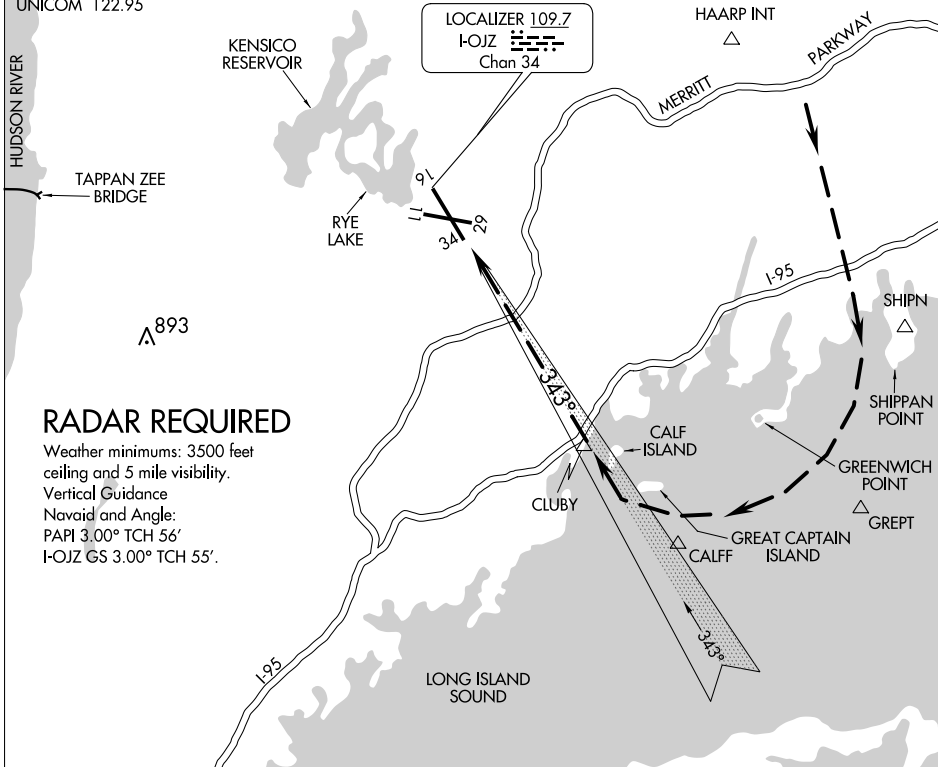 UNICOM 122.95
LOCALIZER 109.7
I-OJZ
Chan 34
HAARP INT
KENSICO
RESERVOIR
PARKWAY
MERRITT
HUDSON RIVER
TAPPAN ZEE
BRIDGE
RYE
LAKE
16
11
29
34
I-95
SHIPN
893
SHIPPAN
POINT
343°
RADAR REQUIRED
Weather minimums: 3500 feet
ceiling and 5 mile visibility.
Vertical Guidance
Navaid and Angle:
PAPI 3.00° TCH 56'
I-OJZ GS 3.00° TCH 55'.
CALF
ISLAND
GREENWICH
POINT
CLUBY
GREPT
GREAT CAPTAIN
ISLAND
CALFF
343°
I-95
LONG ISLAND
SOUND